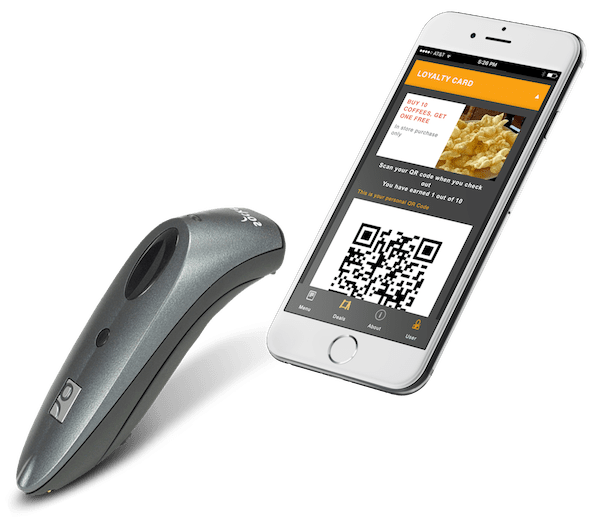 AT&T
5:26 PM
LOYALTY CARD
BUY 10
COFFEES, GET
ONE FREE
In store purchase
only
Scan your QR code when you check
out
You have earned 1 out of 10
This is your personal QR Code
Menu
Deals
About
User